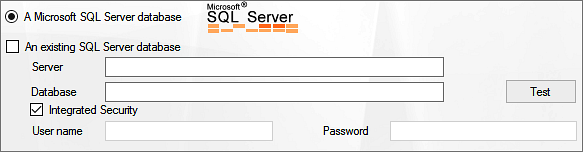 A Microsoft SQL Server database
Microsoft®
SQL Server
An existing SQL Server database
Server
Database
Test
Integrated Security
User name
Password